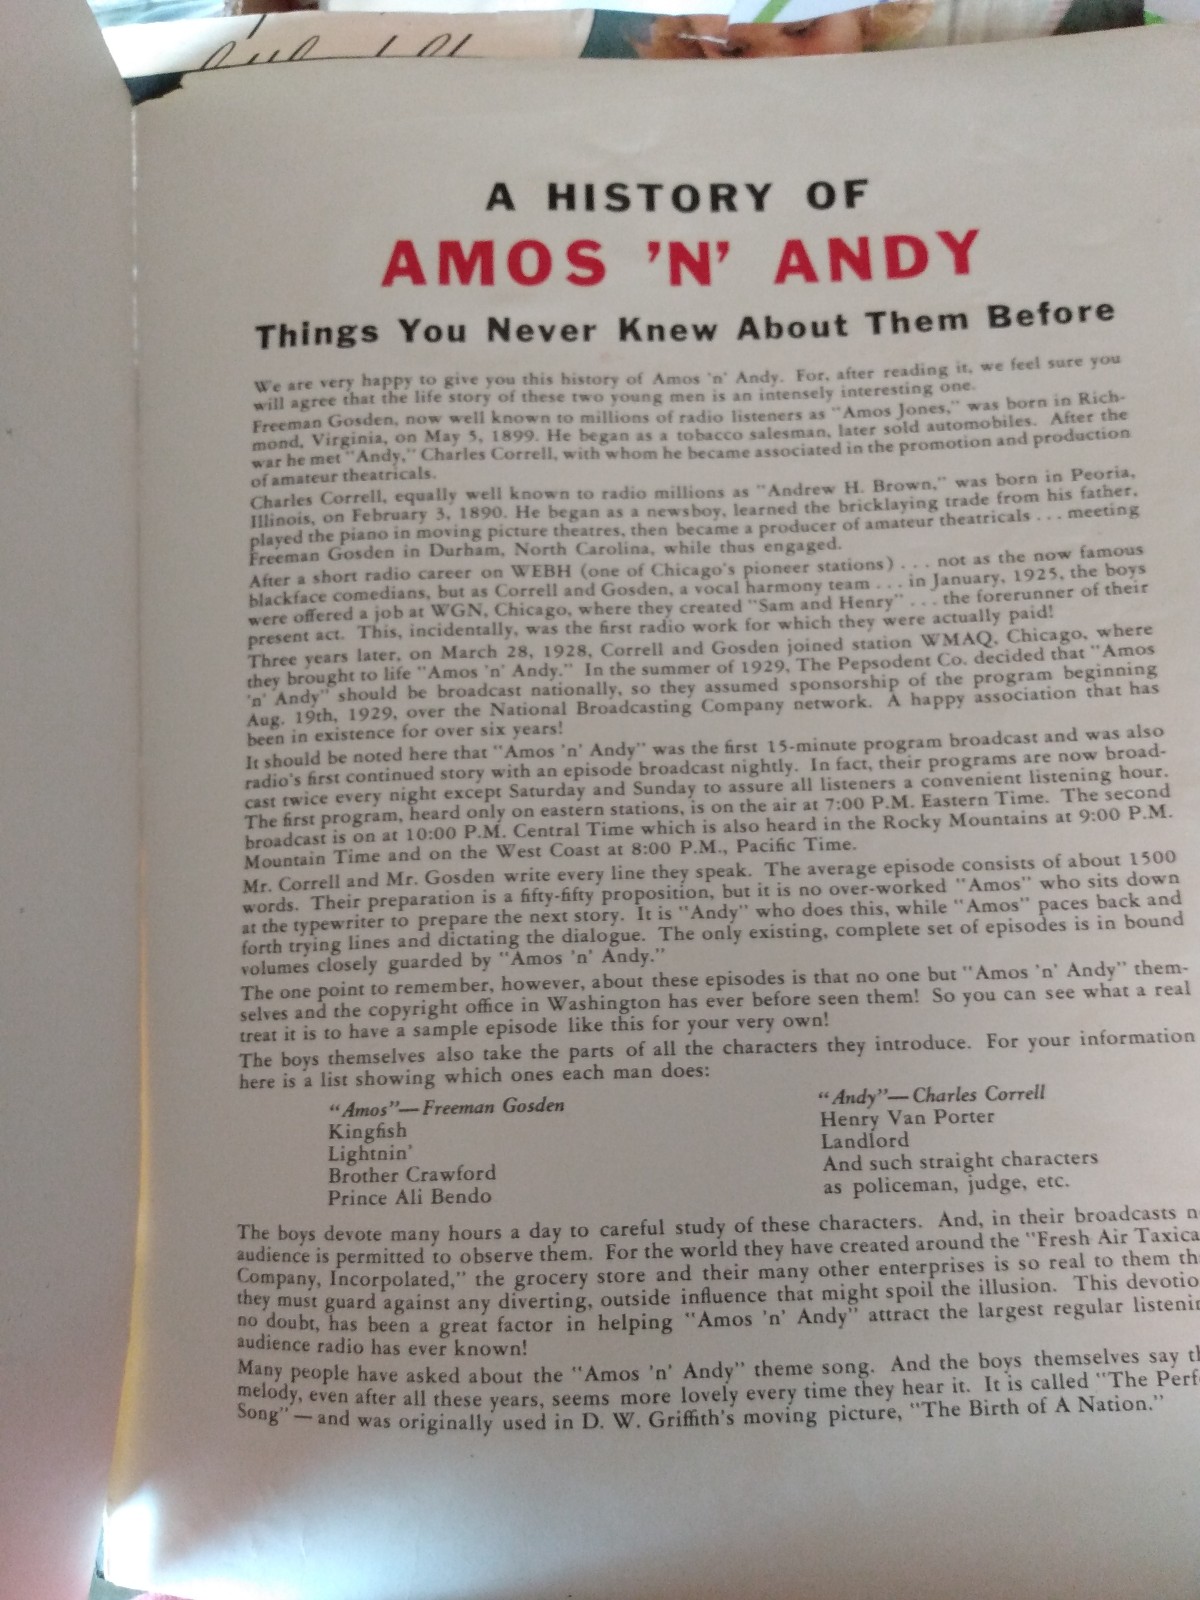 A HISTORY OF
AMOS 'N' ANDY
Things You Never Knew About Them Before
We are very happy to give you this history of Amos 'n' Andy. For, after reading it, we feel sure you
will agree that the life story of these two young men is an intensely interesting one.
Freeman Gosden, now well known to millions of radio listeners as "Amos Jones," was born in Rich-
mond, Virginia, on May 5, 1899. He began as a tobacco salesman, later sold automobiles. After the
war he met "Andy," Charles Correll, with whom he became associated in the promotion and production
of amateur theatricals.
Charles Correll, equally well known to radio millions as "Andrew H. Brown," was born in Peoria,
Illinois, on February 3, 1890. He began as a newsboy, learned the bricklaying trade from his father,
played the piano in moving picture theatres, then became a producer of amateur theatricals . . . meeting
Freeman Gosden in Durham, North Carolina, while thus engaged.
After a short radio career on WEBH (one of Chicago's pioneer stations) . . . not as the now famous
blackface comedians, but as Correll and Gosden, a vocal harmony team . . . in January, 1925, the boys
were offered a job at WGN, Chicago, where they created "Sam and Henry" . . . the forerunner of their
present act. This, incidentally, was the first radio work for which they were actually paid!
Three years later, on March 28, 1928, Correll and Gosden joined station WMAQ, Chicago, where
they brought to life "Amos 'n' Andy." In the summer of 1929, The Pepsodent Co. decided that "Amos
'n' Andy" should be broadcast nationally, so they assumed sponsorship of the program beginning
Aug. 19th, 1929, over the National Broadcasting Company network. A happy association that has
been in existence for over six years!
It should be noted here that "Amos 'n' Andy" was the first 15-minute program broadcast and was also
radio's first continued story with an episode broadcast nightly. In fact, their programs are now broad-
cast twice every night except Saturday and Sunday to assure all listeners a convenient listening hour.
The first program, heard only on eastern stations, is on the air at 7:00 P.M. Eastern Time. The second
broadcast is on at 10:00 P.M. Central Time which is also heard in the Rocky Mountains at 9:00 P.M.
Mountain Time and on the West Coast at 8:00 P.M., Pacific Time.
Mr. Correll and Mr. Gosden write every line they speak. The average episode consists of about 1500
words. Their preparation is a fifty-fifty proposition, but it is no over-worked "Amos" who sits down
at the typewriter to prepare the next story. It is "Andy" who does this, while "Amos" paces back and
forth trying lines and dictating the dialogue. The only existing, complete set of episodes is in bound
volumes closely guarded by "Amos 'n' Andy."
The one point to remember, however, about these episodes is that no one but "Amos 'n' Andy" them-
selves and the copyright office in Washington has ever before seen them! So you can see what a real
treat it is to have a sample episode like this for your very own!
The boys themselves also take the parts of all the characters they introduce. For your information
here is a list showing which ones each man does:
"Amos"—Freeman Gosden
Kingfish
Lightnin'
Brother Crawford
Prince Ali Bendo
"Andy"—Charles Correll
Henry Van Porter
Landlord
And such straight characters
as policeman, judge, etc.
The boys devote many hours a day to careful study of these characters. And, in their broadcasts n
audience is permitted to observe them. For the world they have created around the "Fresh Air Taxica
Company, Incorpolated," the grocery store and their many other enterprises is so real to them th
they must guard against any diverting, outside influence that might spoil the illusion. This devotio
no doubt, has been a great factor in helping "Amos 'n' Andy" attract the largest regular listenin
audience radio has ever known!
Many people have asked about the "Amos 'n' Andy" theme song. And the boys themselves say th
melody, even after all these years, seems more lovely every time they hear it. It is called "The Perfe
Song"—and was originally used in D. W. Griffith's moving picture, "The Birth of A Nation."